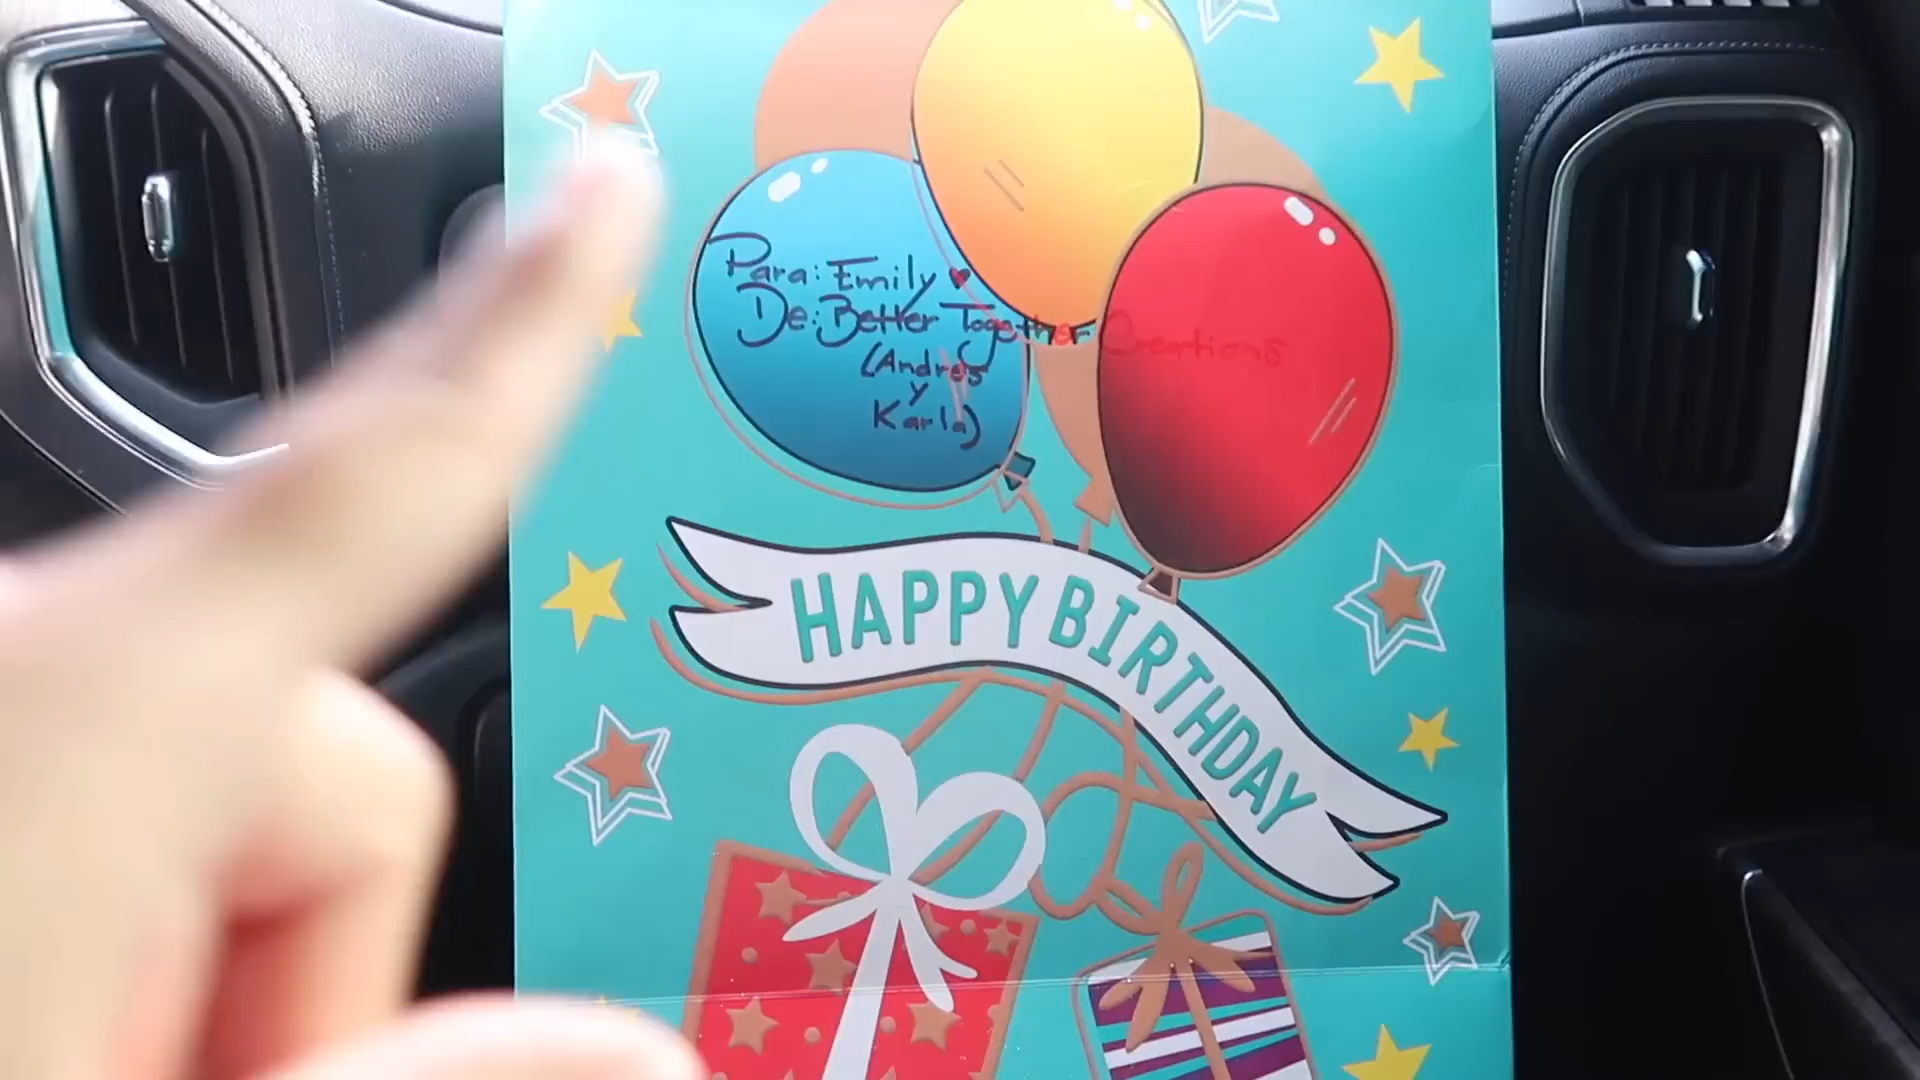 Para: Emily ♥
De: Better Together Creations
(Andres
y
Karla)
HAPPY BIRTHDAY